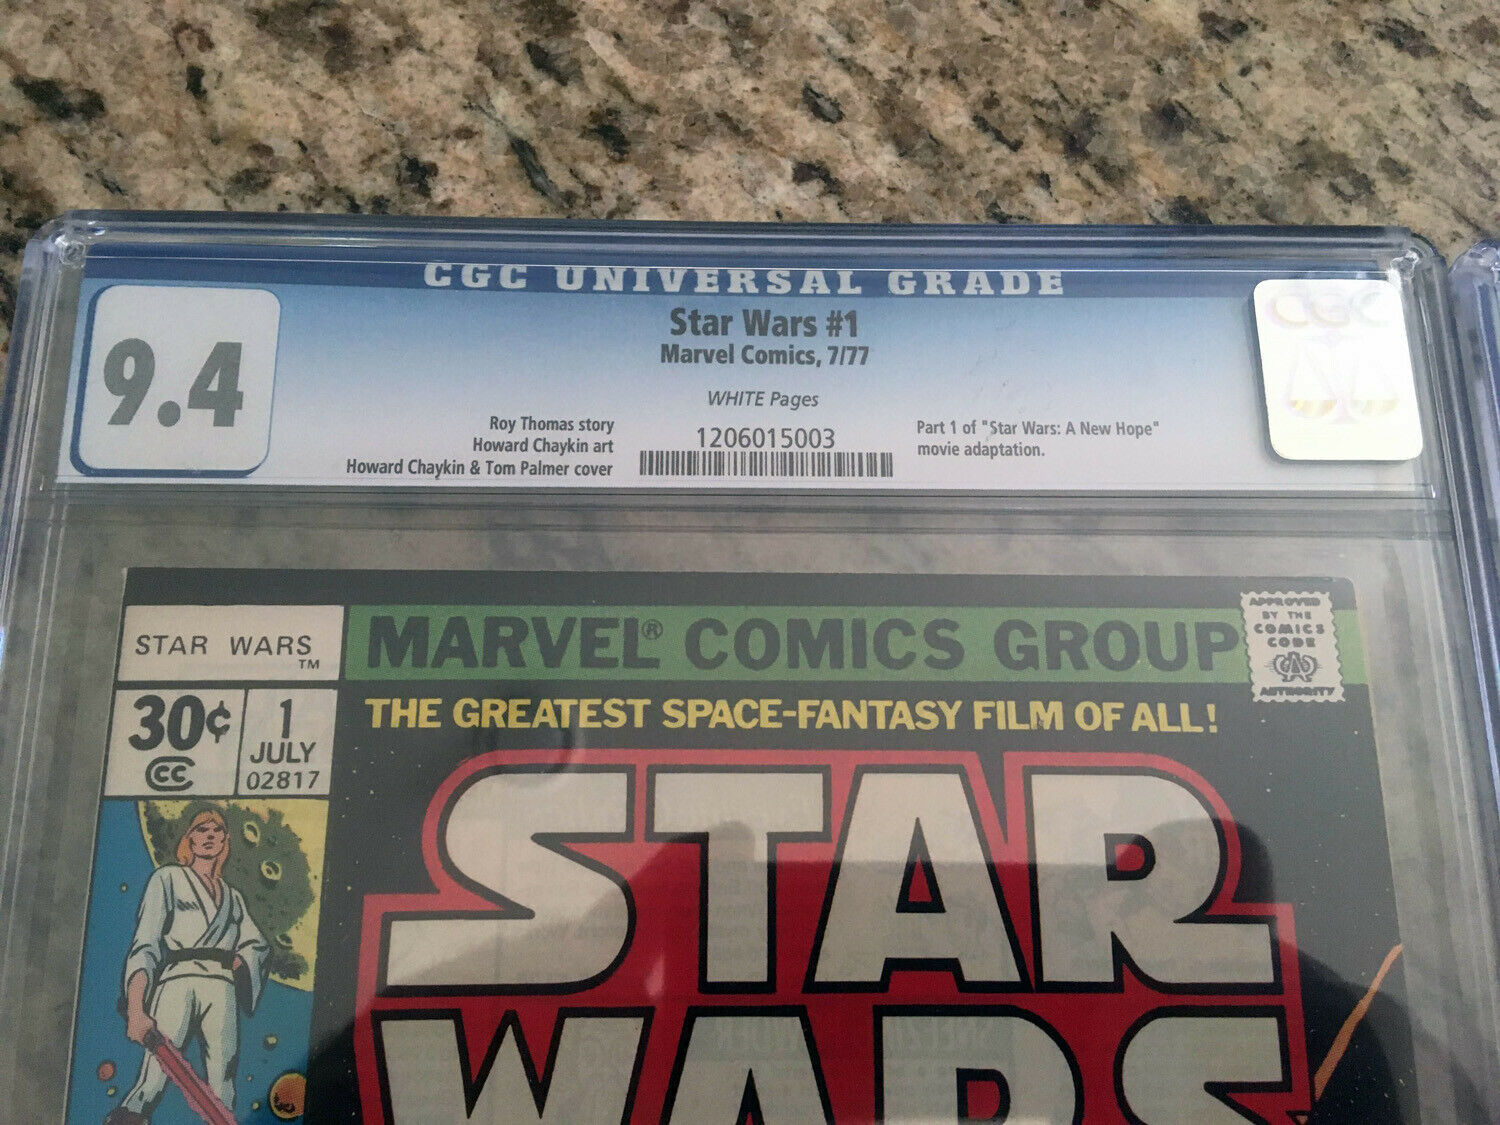 CGC UNIVERSAL GRADE
9.4
Star Wars #1
Marvel Comics, 7/77
WHITE Pages
Roy Thomas story
Howard Chaykin art
Howard Chaykin & Tom Palmer cover
1206015003
Part 1 of "Star Wars: A New Hope"
movie adaptation.
CGC
STAR WARS™
MARVEL® COMICS GROUP
APPROVED
BY THE
COMICS
CODE
AUTHORITY
30¢
CC
1
JULY
02817
THE GREATEST SPACE-FANTASY FILM OF ALL!
STAR
WARS